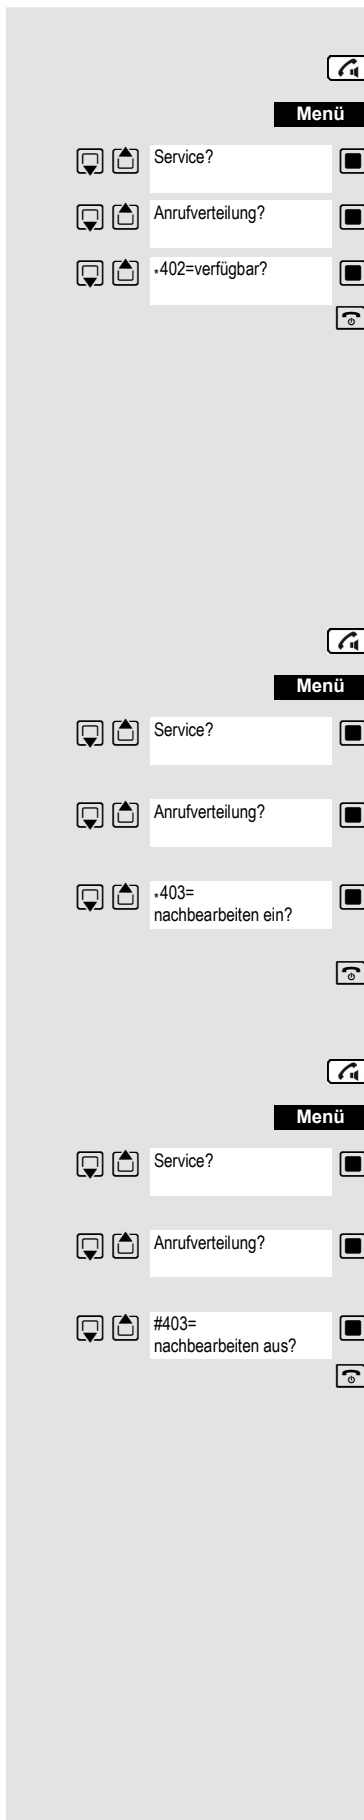 Menü
Service?
Anrufverteilung?
*402=verfügbar?
Menü
Service?
Anrufverteilung?
*403=
nachbearbeiten ein?
Menü
Service?
Anrufverteilung?
#403=
nachbearbeiten aus?